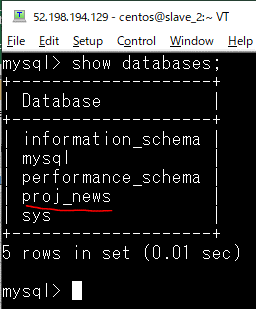 52.198.194.129 - centos@slave_2:~ VT
File Edit Setup Control Window
mysql> show databases;
+--------------------+
| Database           |
+--------------------+
| information_schema |
| mysql              |
| performance_schema |
| proj_news          |
| sys                |
+--------------------+
5 rows in set (0.01 sec)
mysql>